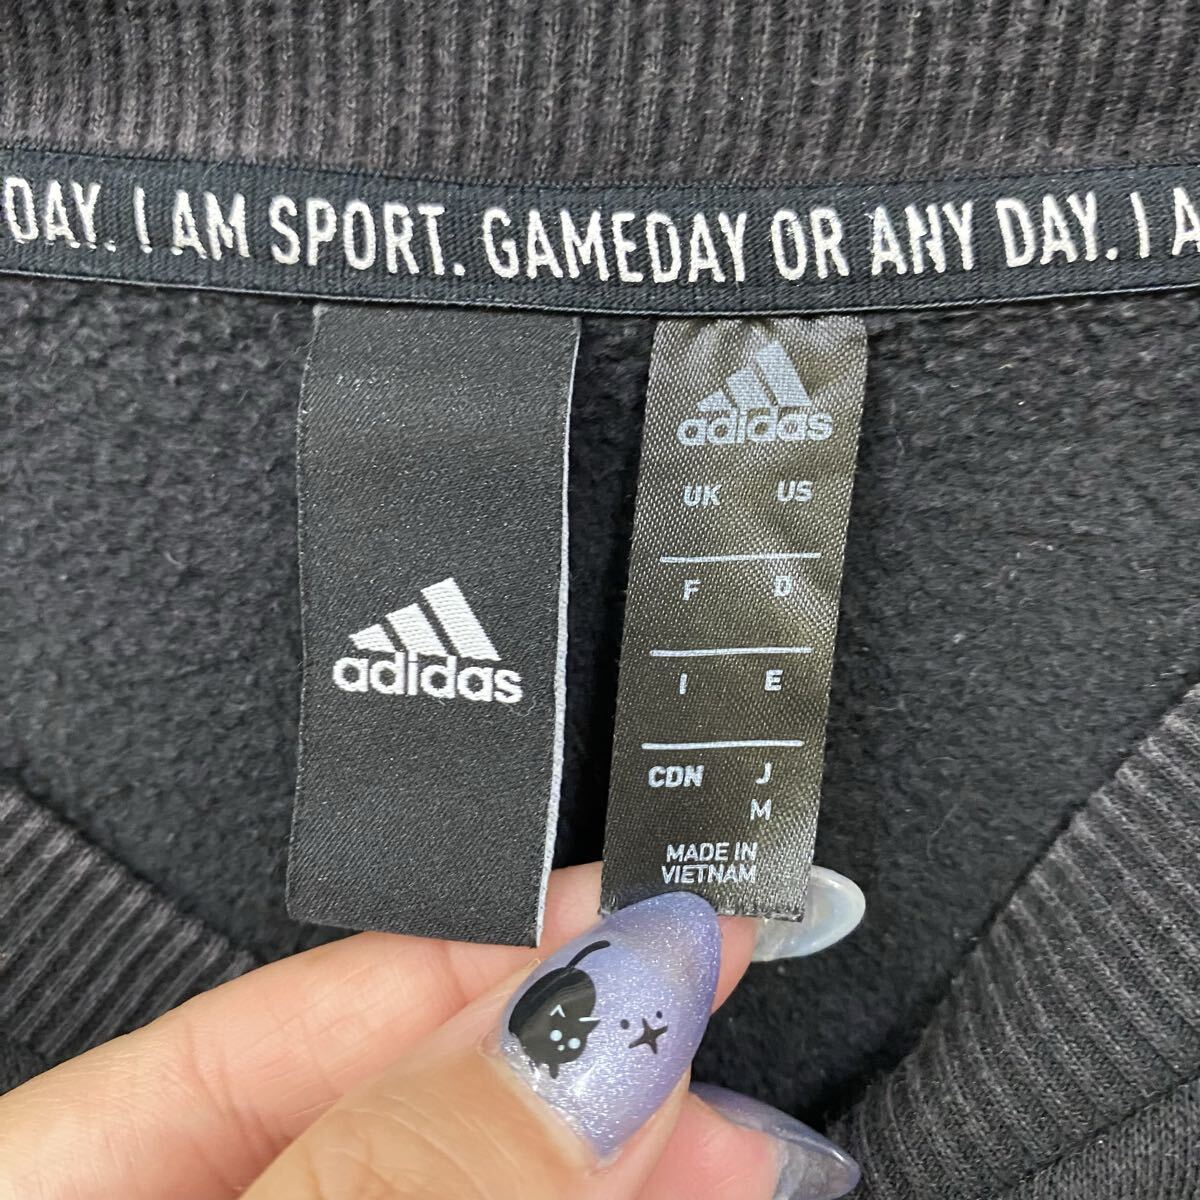 DAY. I AM SPORT. GAMEDAY OR ANY DAY. I A
adidas
adidas
UK US
F D
I E
CDN J
M
MADE IN
VIETNAM